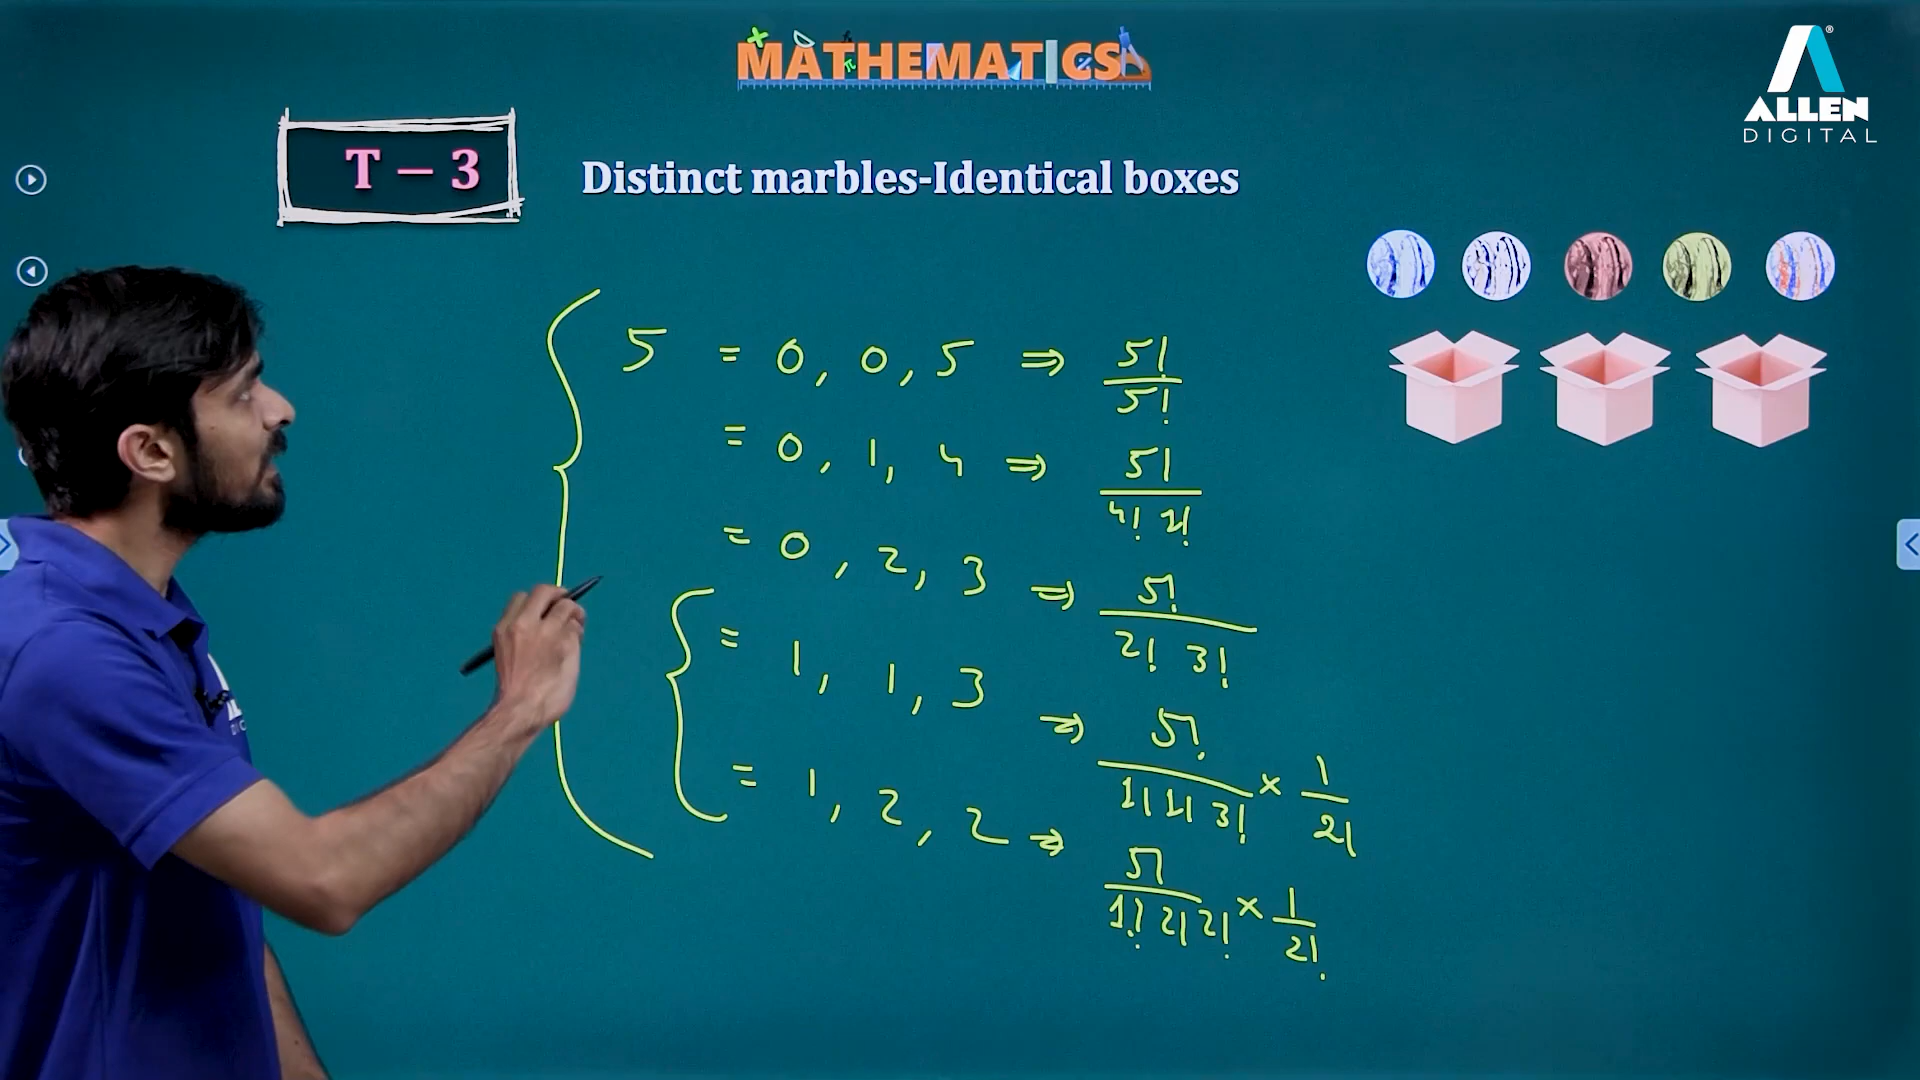 MATHEMATICS
ALLEN
DIGITAL
T – 3
Distinct marbles-Identical boxes
5 = 0, 0, 5 ⇒ 5!/5!
= 0, 1, 4 ⇒ 5!/4! 1!
= 0, 2, 3 ⇒ 5!/2! 3!
= 1, 1, 3 ⇒ 5!/1! 1! 3! × 1/2!
= 1, 2, 2 ⇒ 5!/1! 2! 2! × 1/2!